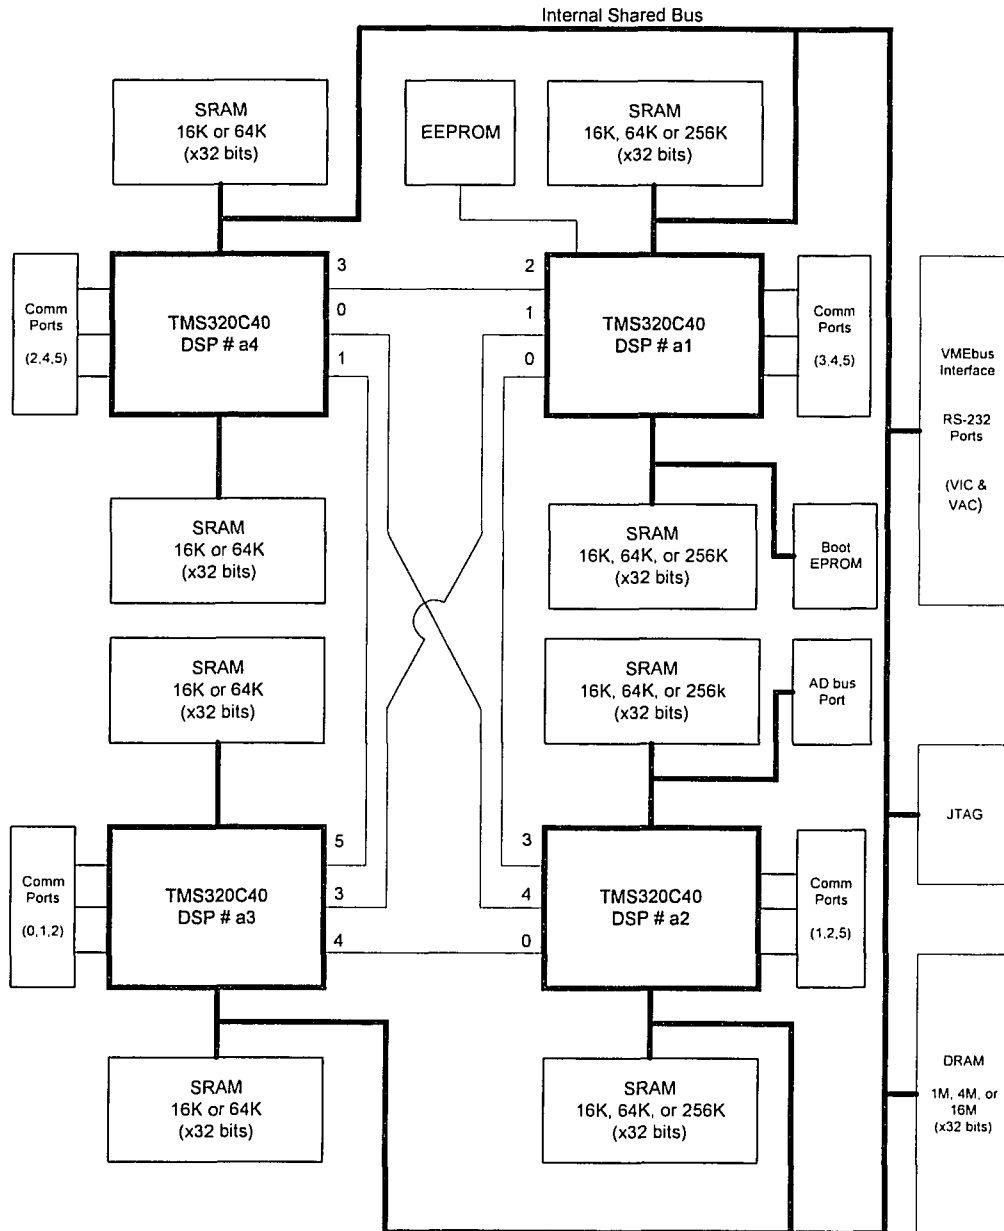 Internal Shared Bus
SRAM
16K or 64K
(x32 bits)
EEPROM
SRAM
16K, 64K or 256K
(x32 bits)
Comm
Ports
(2,4,5)
TMS320C40
DSP # a4
3
0
1
2
1
0
TMS320C40
DSP # a1
Comm
Ports
(3,4,5)
VMEbus
Interface
RS-232
Ports
(VIC &
VAC)
SRAM
16K or 64K
(x32 bits)
SRAM
16K, 64K, or 256K
(x32 bits)
Boot
EPROM
SRAM
16K or 64K
(x32 bits)
SRAM
16K, 64K, or 256k
(x32 bits)
AD bus
Port
JTAG
Comm
Ports
(0,1,2)
TMS320C40
DSP # a3
5
3
4
3
4
0
TMS320C40
DSP # a2
Comm
Ports
(1,2,5)
SRAM
16K or 64K
(x32 bits)
SRAM
16K, 64K, or 256K
(x32 bits)
DRAM
1M, 4M, or
16M
(x32 bits)